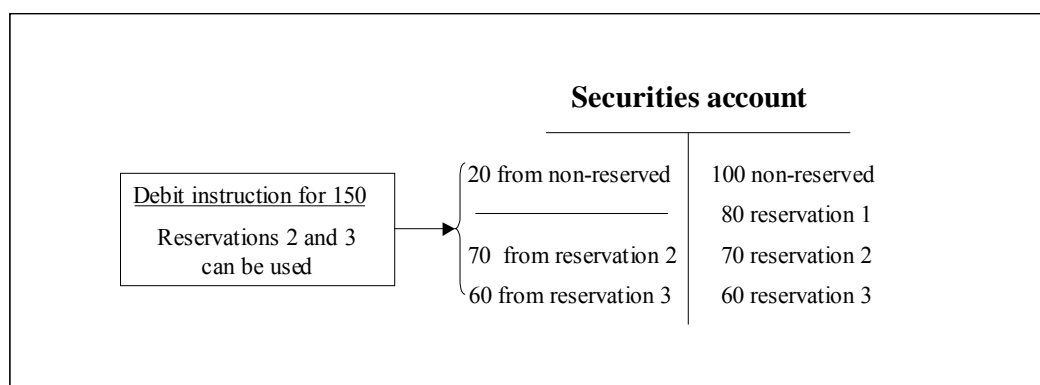 Securities account
Debit instruction for 150
Reservations 2 and 3
can be used
20 from non-reserved
70 from reservation 2
60 from reservation 3
100 non-reserved
80 reservation 1
70 reservation 2
60 reservation 3